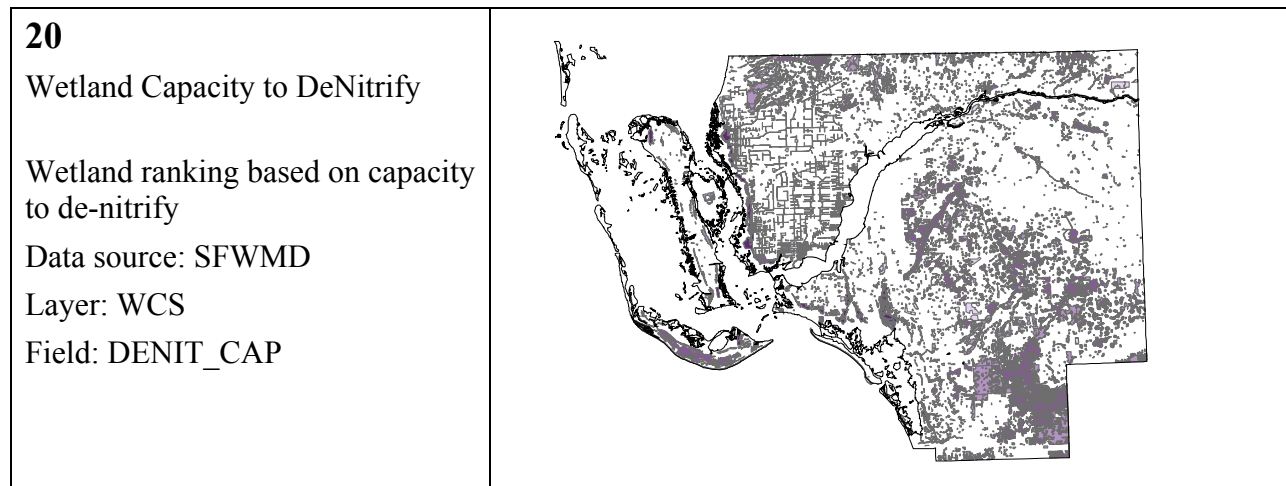 20
Wetland Capacity to DeNitrify
Wetland ranking based on capacity
to de-nitrify
Data source: SFWMD
Layer: WCS
Field: DENIT_CAP